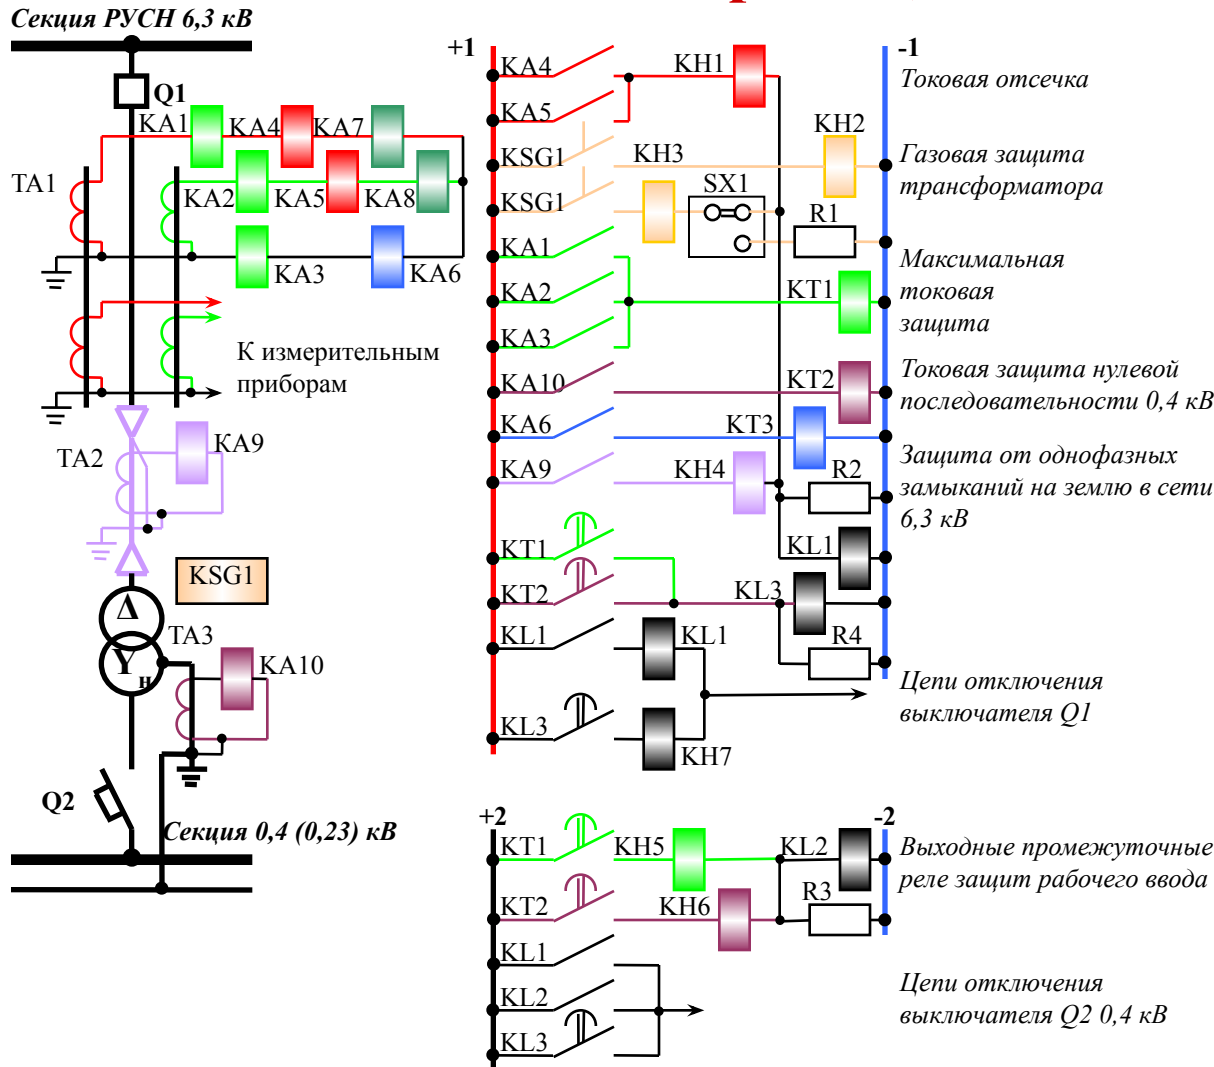 Секция РУСН 6,3 кВ
Q1
KA1
KA4
KA7
TA1
KA2
KA5
KA8
KA3
KA6
К измерительным
приборам
TA2
KA9
KSG1
Δ
Y
н
TA3
KA10
Q2
Секция 0,4 (0,23) кВ
+1
-1
KA4
KH1
Токовая отсечка
KA5
KH2
KSG1
KH3
Газовая защита
трансформатора
KSG1
SX1
R1
KA1
Максимальная
токовая
защита
KA2
KT1
KA3
KA10
KT2
Токовая защита нулевой
последовательности 0,4 кВ
KA6
KT3
KA9
KH4
R2
Защита от однофазных
замыканий на землю в сети
6,3 кВ
KT1
KL1
KT2
KL3
KL1
KL1
R4
KL3
KH7
Цепи отключения
выключателя Q1
+2
-2
KT1
KH5
KL2
Выходные промежуточные
реле защит рабочего ввода
KT2
KH6
R3
KL1
KL2
KL3
Цепи отключения
выключателя Q2 0,4 кВ